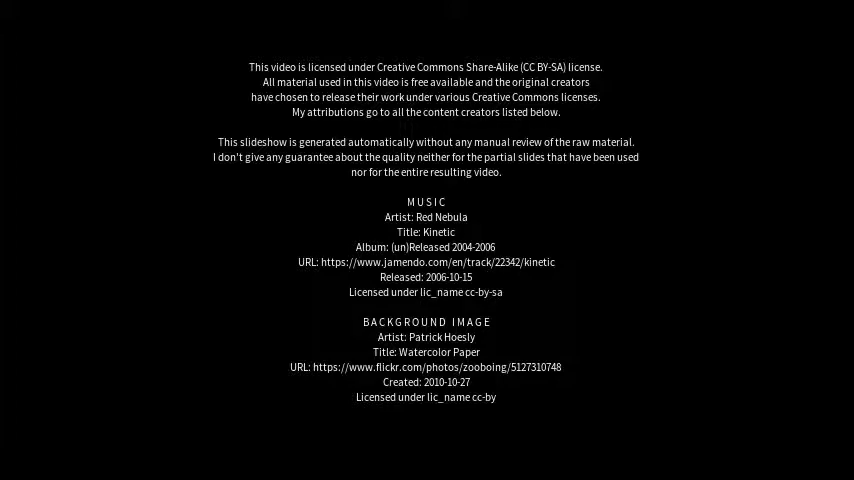 This video is licensed under Creative Commons Share-Alike (CC BY-SA) license.
All material used in this video is free available and the original creators
have chosen to release their work under various Creative Commons licenses.
My attributions go to all the content creators listed below.
This slideshow is generated automatically without any manual review of the raw material.
I don't give any guarantee about the quality neither for the partial slides that have been used
nor for the entire resulting video.
M U S I C
Artist: Red Nebula
Title: Kinetic
Album: (un)Released 2004-2006
URL: https://www.jamendo.com/en/track/22342/kinetic
Released: 2006-10-15
Licensed under lic_name cc-by-sa
B A C K G R O U N D   I M A G E
Artist: Patrick Hoesly
Title: Watercolor Paper
URL: https://www.flickr.com/photos/zooboing/5127310748
Created: 2010-10-27
Licensed under lic_name cc-by